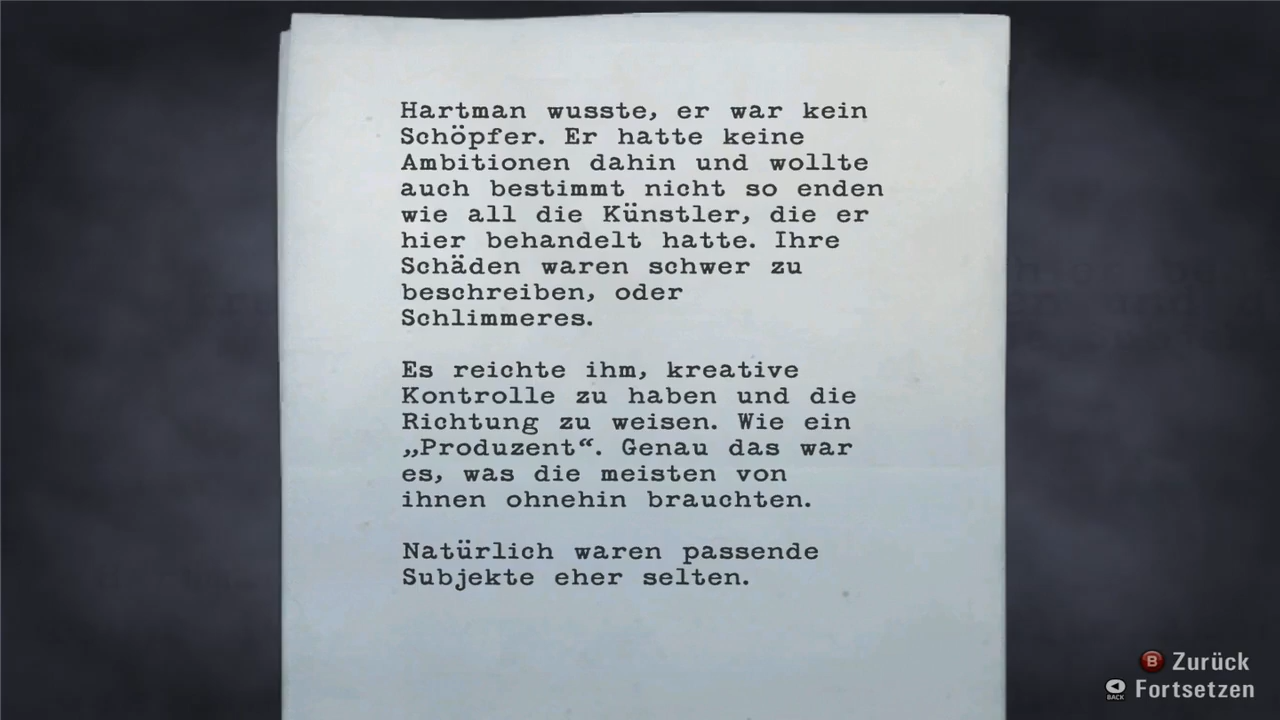 Hartman wusste, er war kein
Schöpfer. Er hatte keine
Ambitionen dahin und wollte
auch bestimmt nicht so enden
wie all die Künstler, die er
hier behandelt hatte. Ihre
Schäden waren schwer zu
beschreiben, oder
Schlimmeres.
Es reichte ihm, kreative
Kontrolle zu haben und die
Richtung zu weisen. Wie ein
„Produzent“. Genau das war
es, was die meisten von
ihnen ohnehin brauchten.
Natürlich waren passende
Subjekte eher selten.
B Zurück
BACK Fortsetzen